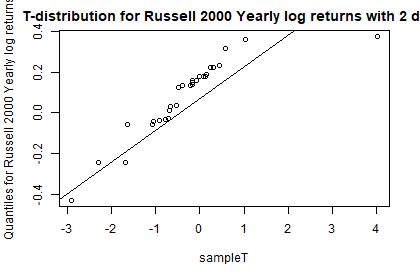 T-distribution for Russell 2000 Yearly log returns with 2 d
Quantiles for Russell 2000 Yearly log returns
0.4
0.2
0.0
-0.2
-0.4
-3 -2 -1 0 1 2 3 4
sampleT